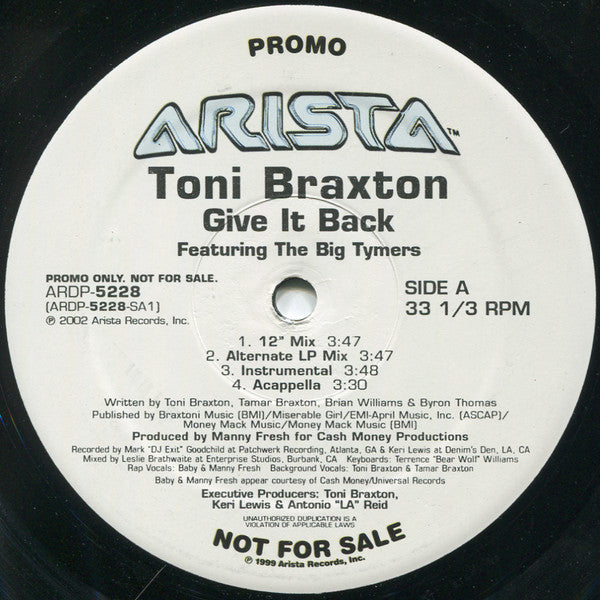 PROMO
ARISTA™
Toni Braxton
Give It Back
Featuring The Big Tymers
PROMO ONLY. NOT FOR SALE.
ARDP-5228
(ARDP-5228-SA1)
℗ 2002 Arista Records, Inc.
SIDE A
33 1/3 RPM
1. 12" Mix 3:47
2. Alternate LP Mix 3:47
3. Instrumental 3:48
4. Acappella 3:30
Written by Toni Braxton, Tamar Braxton, Brian Williams & Byron Thomas
Published by Braxtoni Music (BMI)/Miserable Girl/EMI-April Music, Inc. (ASCAP)/
Money Mack Music/Money Mack Music (BMI)
Produced by Manny Fresh for Cash Money Productions
Recorded by Mark "DJ Exit" Goodchild at Patchwerk Recording, Atlanta, GA & Keri Lewis at Denim's Den, LA, CA
Mixed by Leslie Brathwaite at Enterprise Studios, Burbank, CA Keyboards: Terrence "Bear Wolf" Williams
Rap Vocals: Baby & Manny Fresh Background Vocals: Toni Braxton & Tamar Braxton
Baby & Manny Fresh appear courtesy of Cash Money/Universal Records
Executive Producers: Toni Braxton,
Keri Lewis & Antonio "LA" Reid
UNAUTHORIZED DUPLICATION IS A
VIOLATION OF APPLICABLE LAWS
NOT FOR SALE
℗ 1999 Arista Records, Inc.